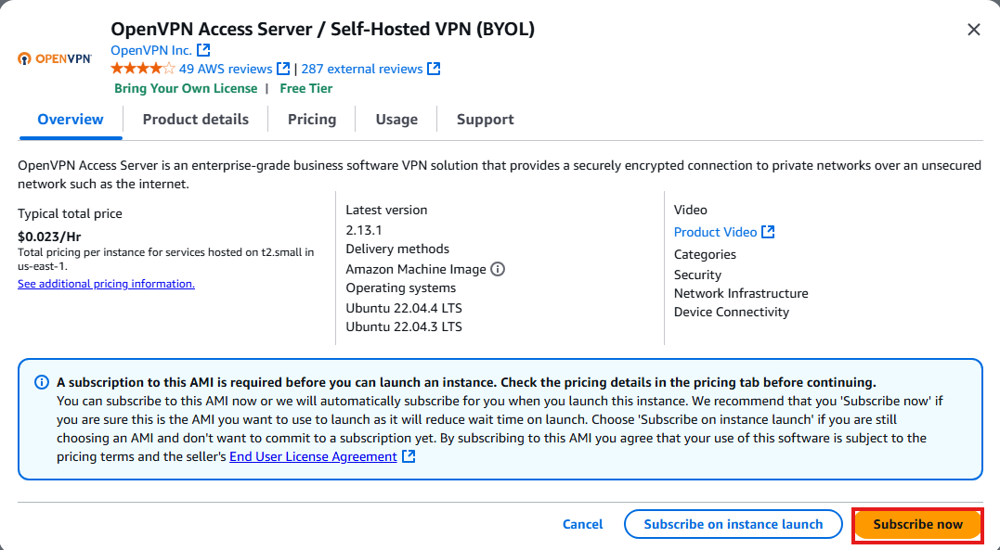 OpenVPN Access Server / Self-Hosted VPN (BYOL)
OpenVPN Inc.
OPENVPN
49 AWS reviews | 287 external reviews
Bring Your Own License | Free Tier
Overview Product details Pricing Usage Support
OpenVPN Access Server is an enterprise-grade business software VPN solution that provides a securely encrypted connection to private networks over an unsecured
network such as the internet.
Typical total price
$0.023/Hr
Total pricing per instance for services hosted on t2.small in
us-east-1.
See additional pricing information.
Latest version
2.13.1
Delivery methods
Amazon Machine Image
Operating systems
Ubuntu 22.04.4 LTS
Ubuntu 22.04.3 LTS
Video
Product Video
Categories
Security
Network Infrastructure
Device Connectivity
A subscription to this AMI is required before you can launch an instance. Check the pricing details in the pricing tab before continuing.
You can subscribe to this AMI now or we will automatically subscribe for you when you launch this instance. We recommend that you 'Subscribe now' if
you are sure this is the AMI you want to use to launch as it will reduce wait time on launch. Choose 'Subscribe on instance launch' if you are still
choosing an AMI and don't want to commit to a subscription yet. By subscribing to this AMI you agree that your use of this software is subject to the
pricing terms and the seller's End User License Agreement
Cancel Subscribe on instance launch Subscribe now